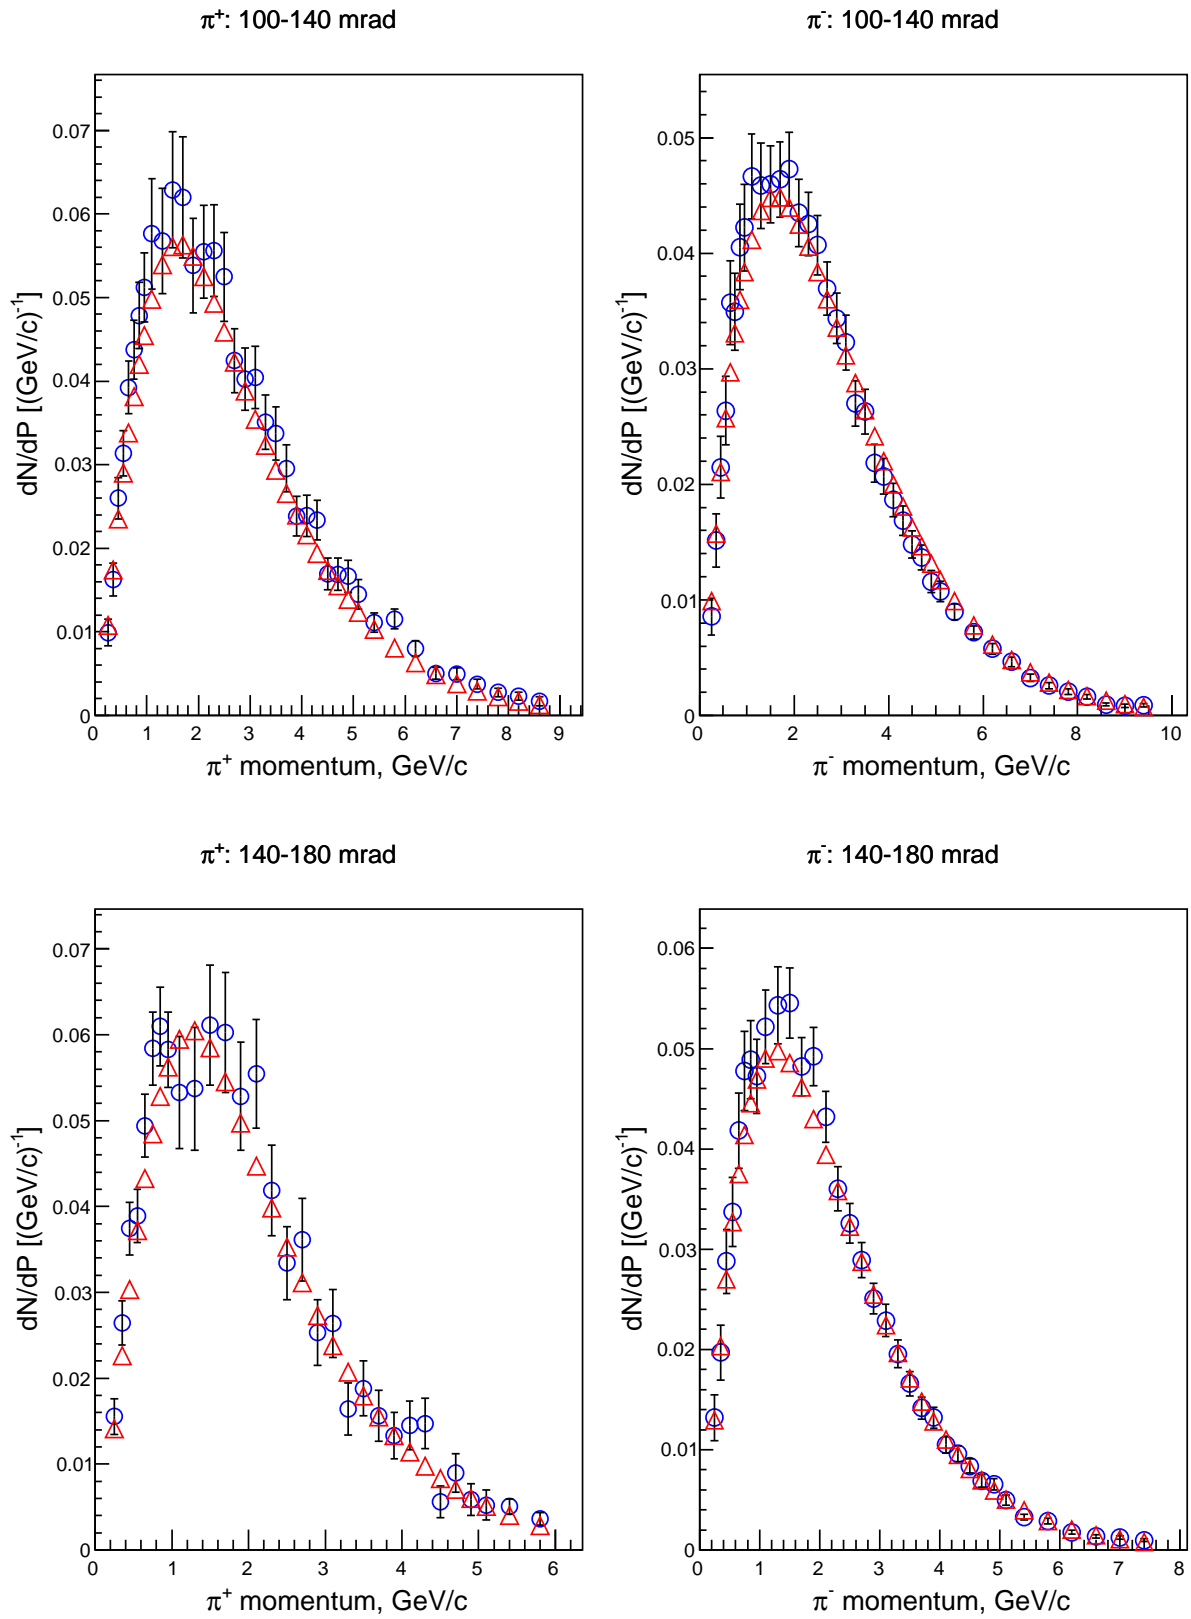 π⁺: 100-140 mrad
dN/dP [(GeV/c)⁻¹]
0.07
0.06
0.05
0.04
0.03
0.02
0.01
0
0 1 2 3 4 5 6 7 8 9
π⁺ momentum, GeV/c
π⁻: 100-140 mrad
dN/dP [(GeV/c)⁻¹]
0.05
0.04
0.03
0.02
0.01
0
0 2 4 6 8 10
π⁻ momentum, GeV/c
π⁺: 140-180 mrad
dN/dP [(GeV/c)⁻¹]
0.07
0.06
0.05
0.04
0.03
0.02
0.01
0
0 1 2 3 4 5 6
π⁺ momentum, GeV/c
π⁻: 140-180 mrad
dN/dP [(GeV/c)⁻¹]
0.06
0.05
0.04
0.03
0.02
0.01
0
0 1 2 3 4 5 6 7 8
π⁻ momentum, GeV/c